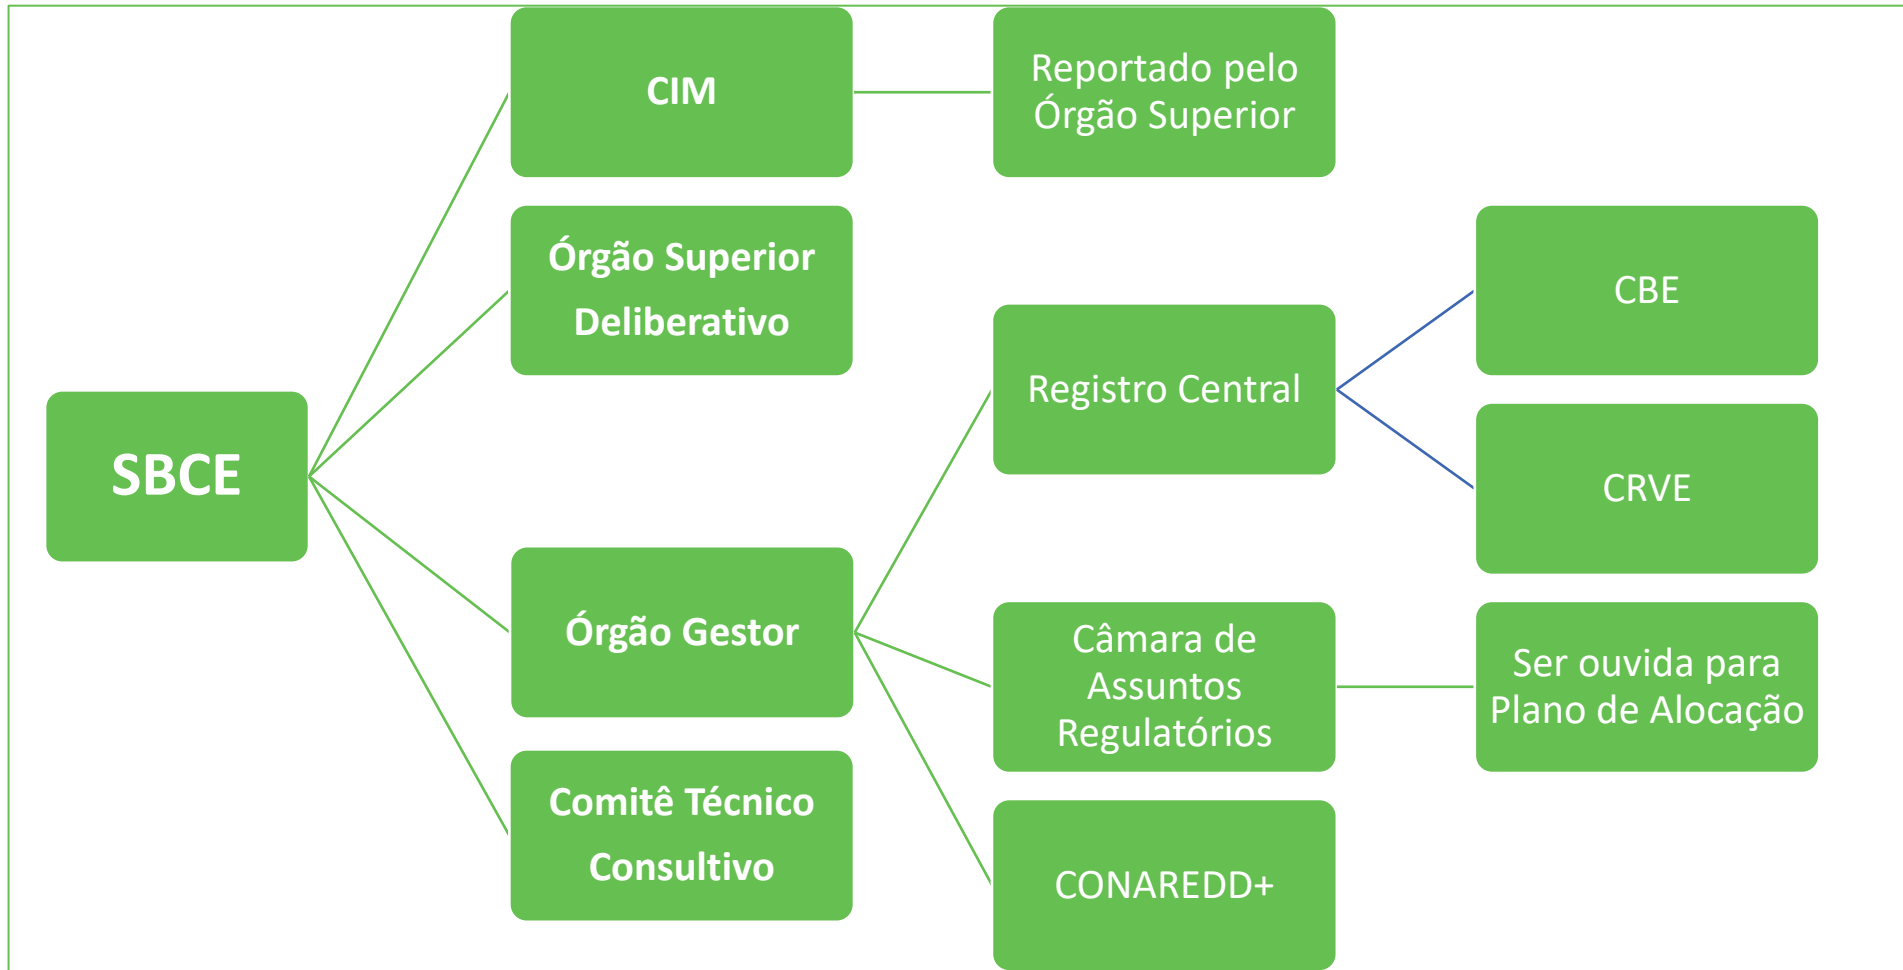 SBCE
CIM
Reportado pelo
Órgão Superior
Órgão Superior
Deliberativo
Órgão Gestor
Registro Central
CBE
CRVE
Câmara de
Assuntos
Regulatórios
Ser ouvida para
Plano de Alocação
CONAREDD+
Comitê Técnico
Consultivo